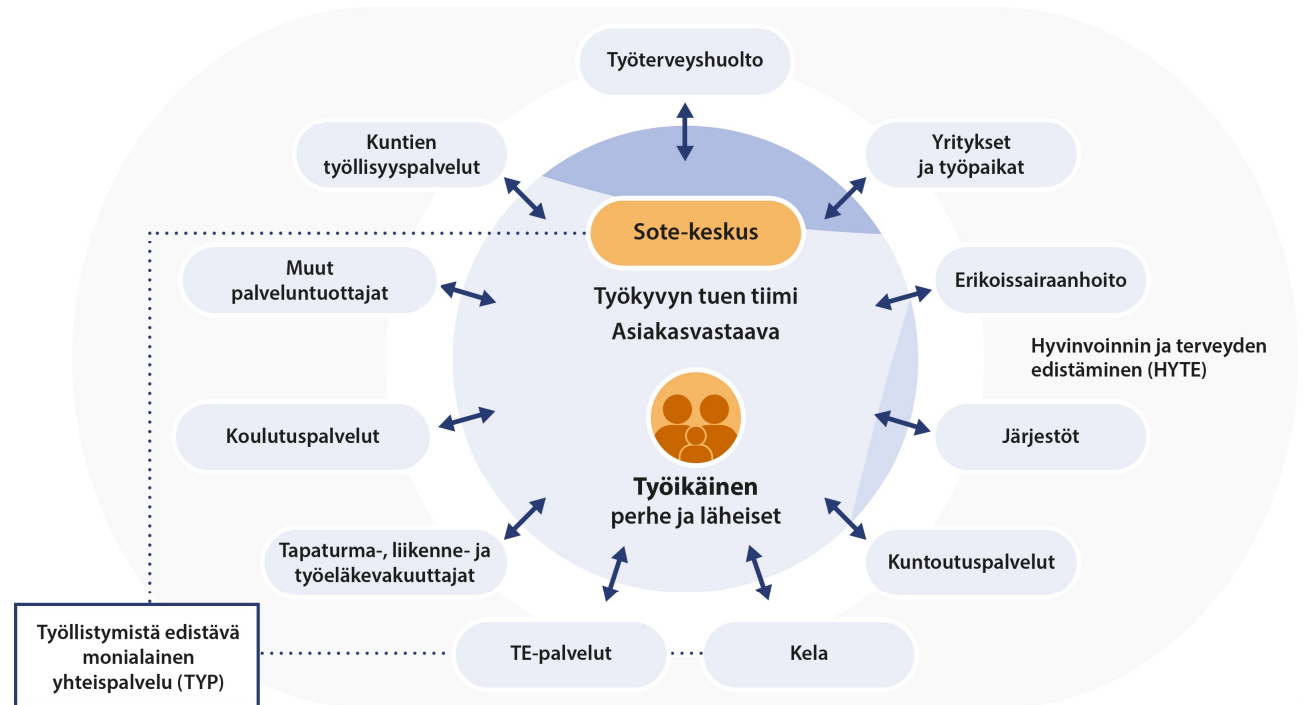 Työterveyshuolto
Kuntien
työllisyyspalvelut
Yritykset
ja työpaikat
Sote-keskus
Muut
palveluntuottajat
Erikoissairaanhoito
Työkyvyn tuen tiimi
Asiakasvastaava
Hyvinvoinnin ja terveyden
edistäminen (HYTE)
Koulutuspalvelut
Järjestöt
Työikäinen
perhe ja läheiset
Tapaturma-, liikenne- ja
työeläkevakuuttajat
Kuntoutuspalvelut
Työllistymistä edistävä
monialainen
yhteispalvelu (TYP)
TE-palvelut
Kela